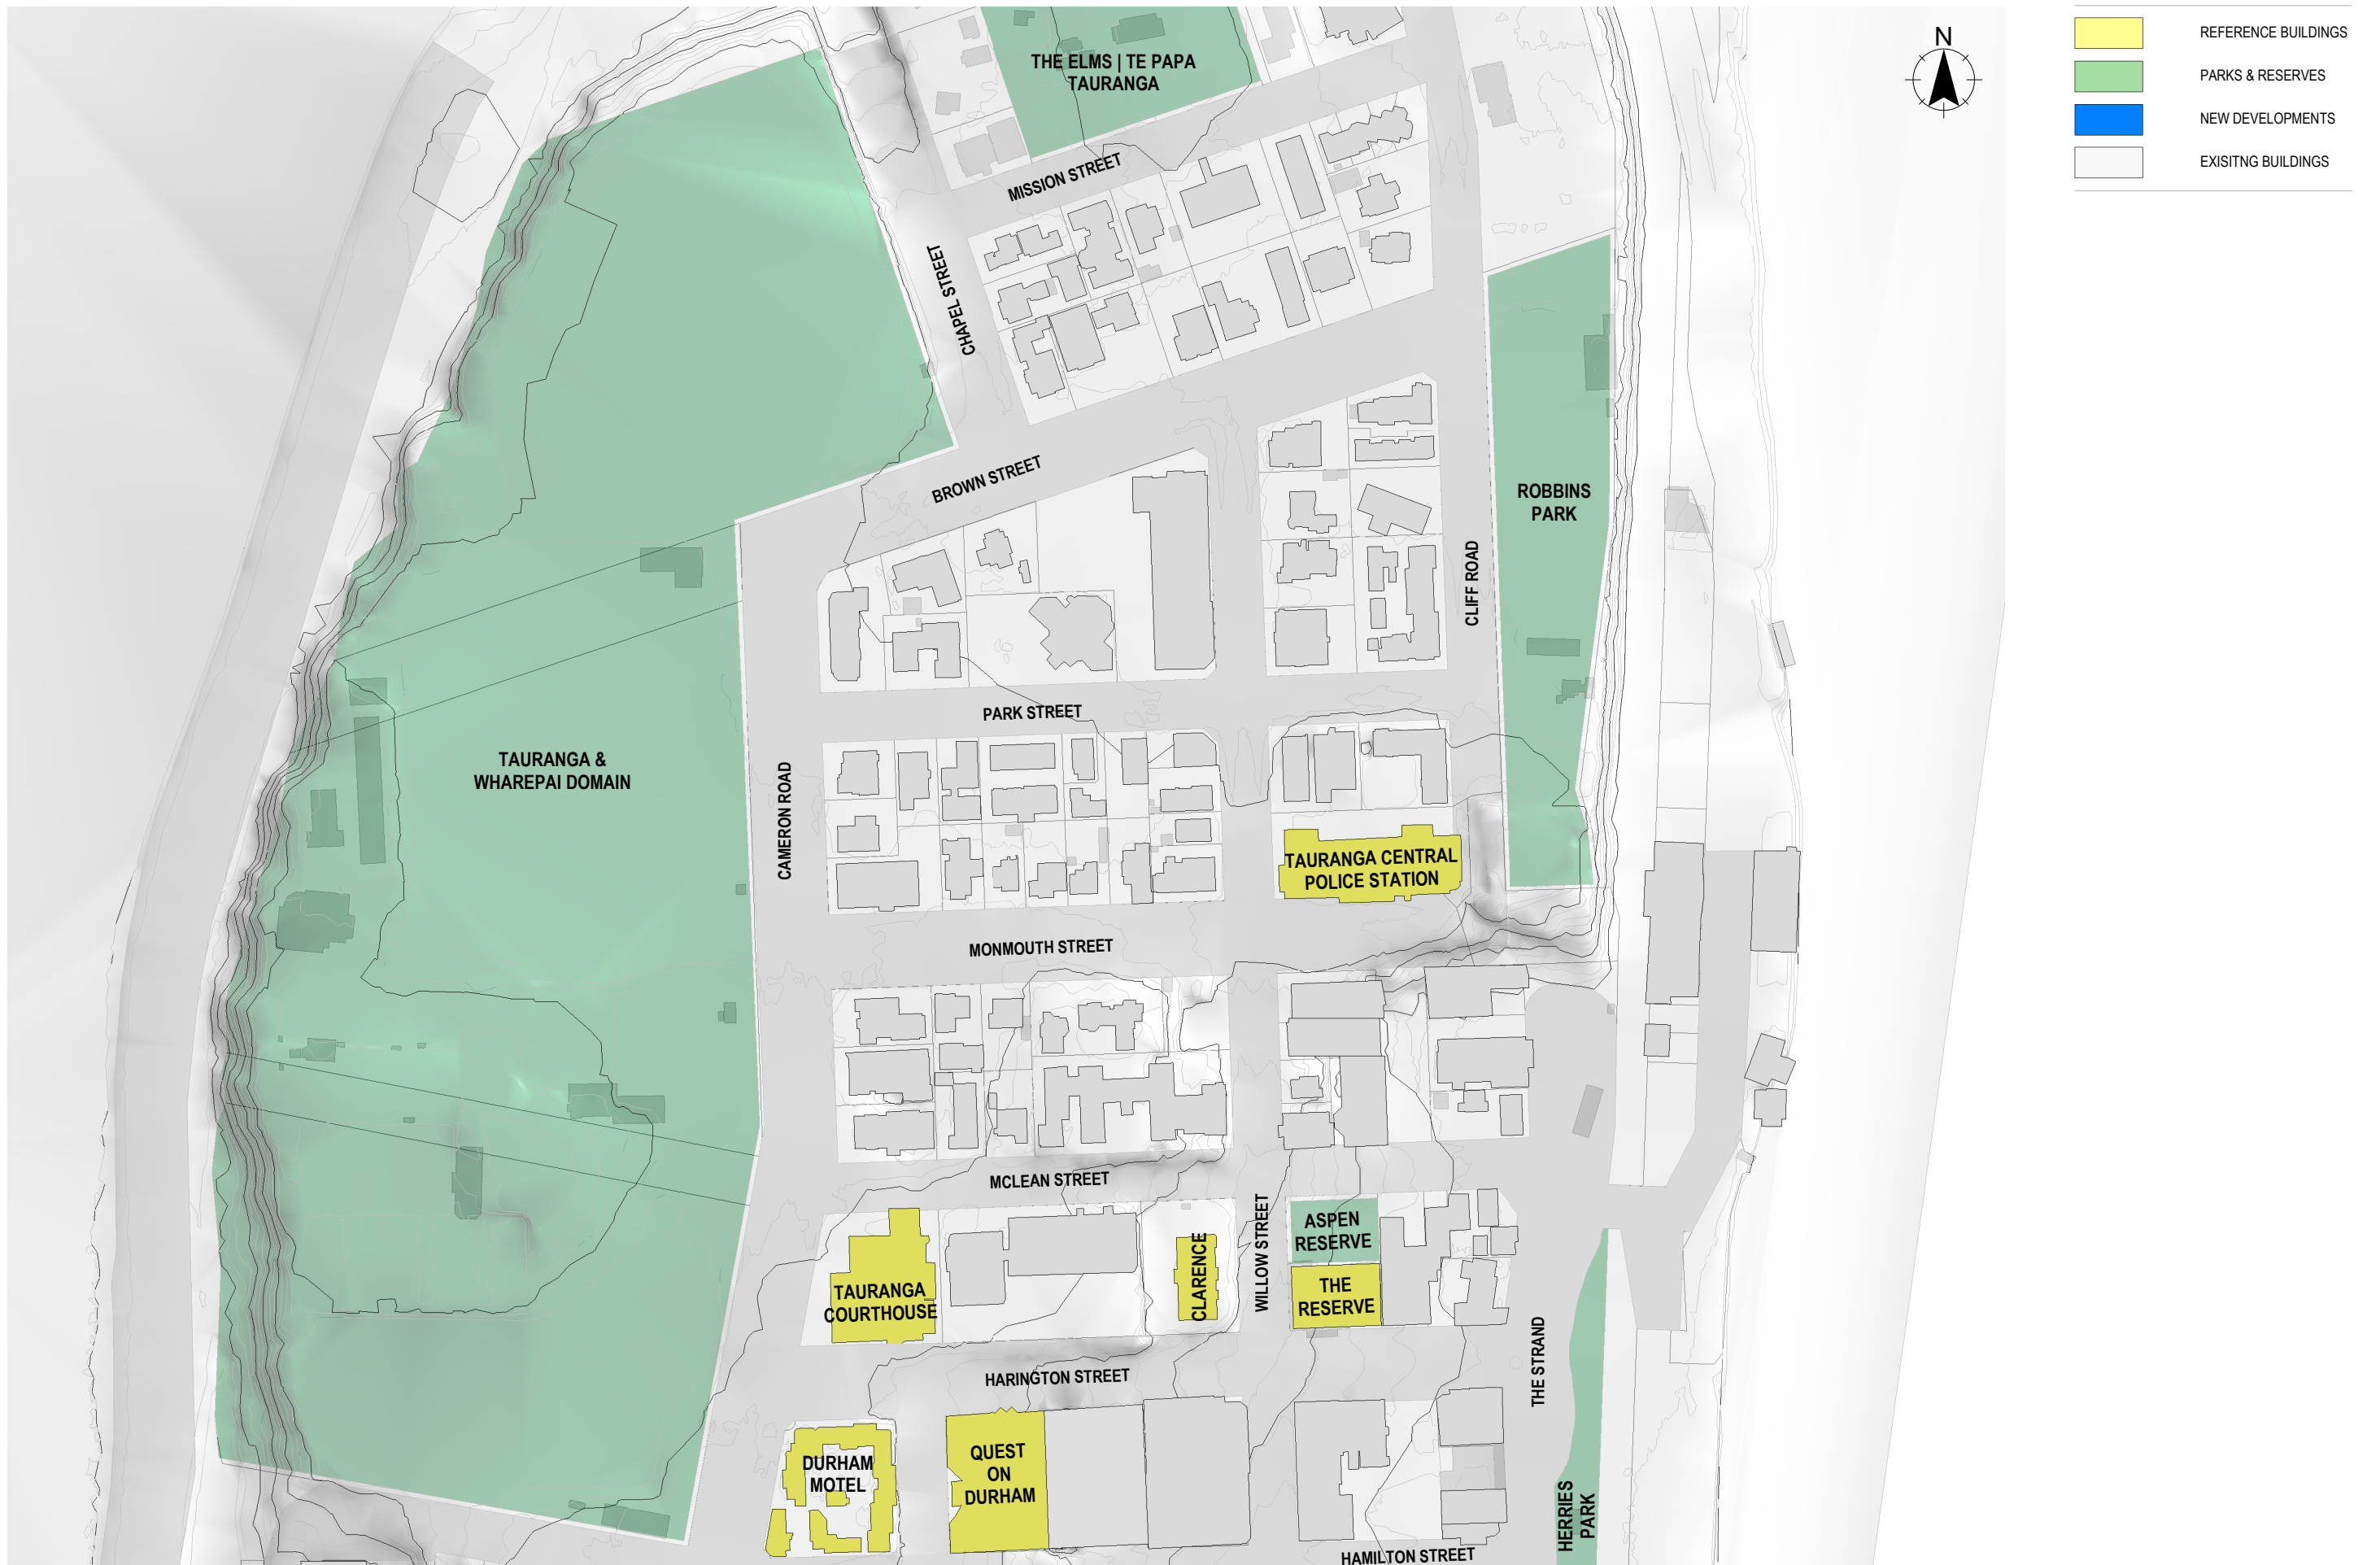 N
REFERENCE BUILDINGS
PARKS & RESERVES
NEW DEVELOPMENTS
EXISITNG BUILDINGS
THE ELMS | TE PAPA
TAURANGA
MISSION STREET
CHAPEL STREET
BROWN STREET
ROBBINS
PARK
CLIFF ROAD
PARK STREET
TAURANGA &
WHAREPAI DOMAIN
CAMERON ROAD
TAURANGA CENTRAL
POLICE STATION
MONMOUTH STREET
MCLEAN STREET
WILLOW STREET
ASPEN
RESERVE
CLARENCE
THE
RESERVE
TAURANGA
COURTHOUSE
THE STRAND
HARINGTON STREET
DURHAM
MOTEL
QUEST
ON
DURHAM
HERRIES
PARK
HAMILTON STREET